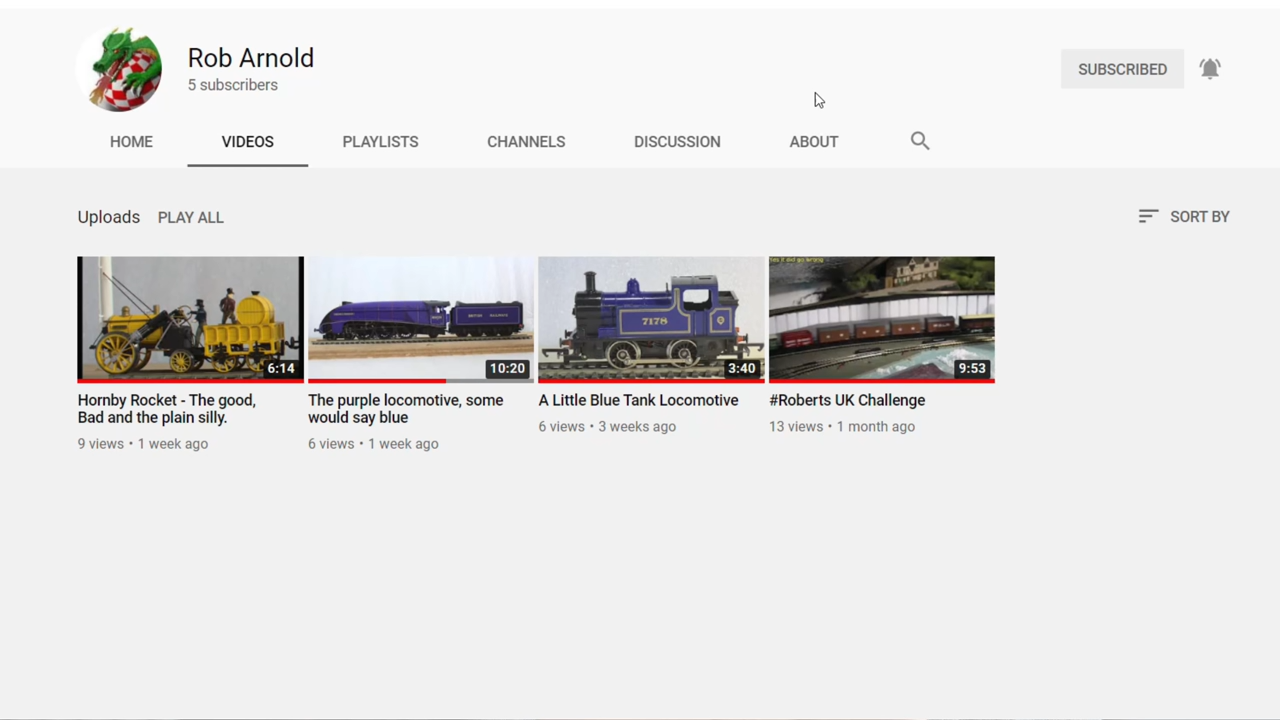 Rob Arnold
5 subscribers
SUBSCRIBED
HOME VIDEOS PLAYLISTS CHANNELS DISCUSSION ABOUT
Uploads PLAY ALL SORT BY
6:14
10:20
3:40
9:53
7178
Hornby Rocket - The good,
Bad and the plain silly.
9 views • 1 week ago
The purple locomotive, some
would say blue
6 views • 1 week ago
A Little Blue Tank Locomotive
6 views • 3 weeks ago
#Roberts UK Challenge
13 views • 1 month ago